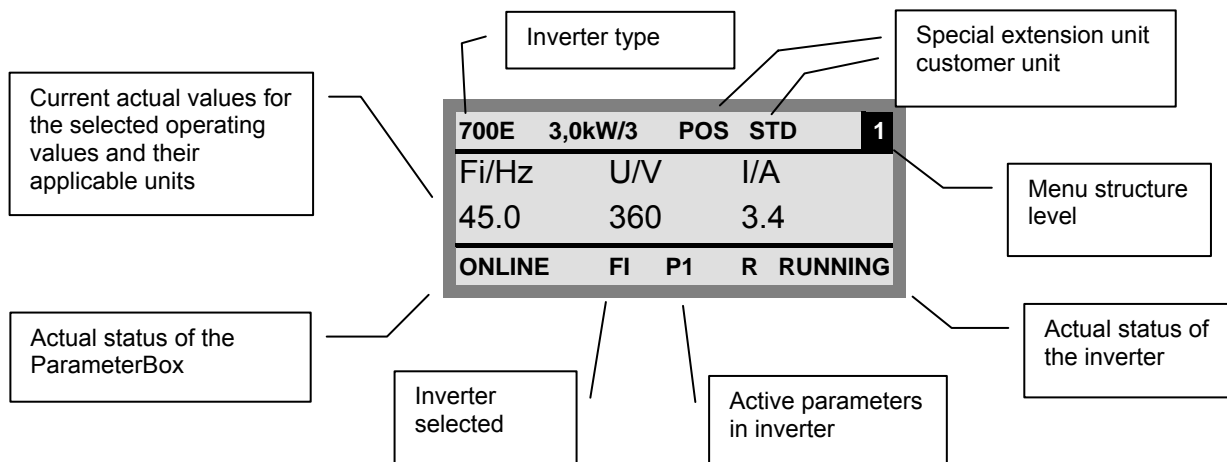 Inverter type
Special extension unit
customer unit
Current actual values for
the selected operating
values and their
applicable units
700E 3,0kW/3 POS STD 1
Fi/Hz U/V I/A
45.0 360 3.4
ONLINE FI P1 R RUNNING
Menu structure
level
Actual status of the
ParameterBox
Inverter
selected
Active parameters
in inverter
Actual status of
the inverter